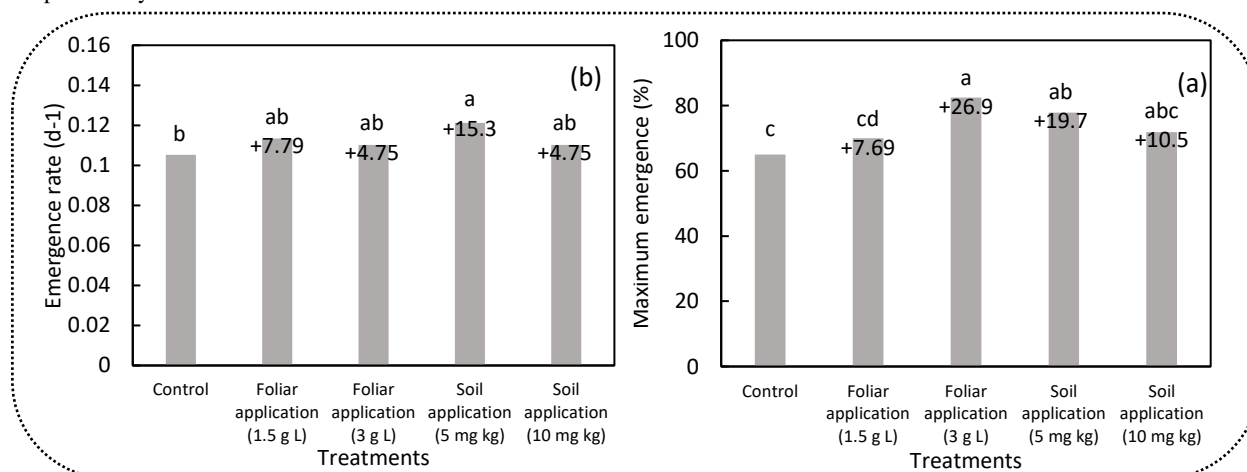 (b)
Emergence rate (d-1)
0.16
0.14
0.12
0.1
0.08
0.06
0.04
0.02
0
b
ab
+7.79
ab
+4.75
a
+15.3
ab
+4.75
Control
Foliar
application
(1.5 g L)
Foliar
application
(3 g L)
Soil
application
(5 mg kg)
Soil
application
(10 mg kg)
Treatments
(a)
Maximum emergence (%)
100
80
60
40
20
0
c
cd
+7.69
a
+26.9
ab
+19.7
abc
+10.5
Control
Foliar
application
(1.5 g L)
Foliar
application
(3 g L)
Soil
application
(5 mg kg)
Soil
application
(10 mg kg)
Treatments